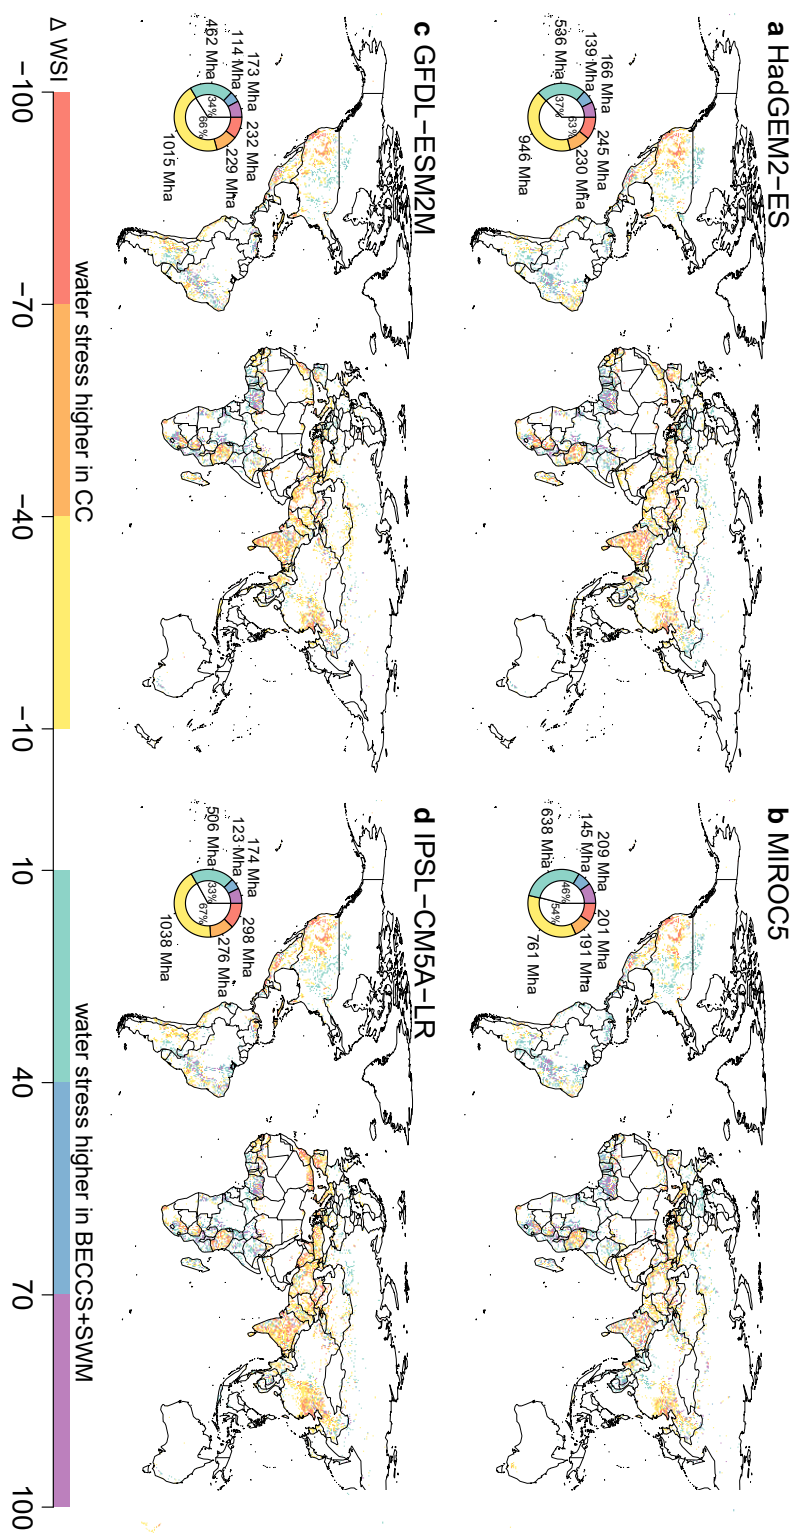 a HadGEM2−ES
166 Mha
139 Mha
536 Mha
245 Mha
230 Mha
946 Mha
37%
63%
b MIROC5
209 Mha
145 Mha
638 Mha
201 Mha
191 Mha
761 Mha
46%
54%
c GFDL−ESM2M
173 Mha
114 Mha
462 Mha
232 Mha
229 Mha
1015 Mha
34%
66%
d IPSL−CM5A−LR
174 Mha
123 Mha
506 Mha
298 Mha
276 Mha
1038 Mha
33%
67%
water stress higher in CC
water stress higher in BECCS+SWM
Δ WSI
−100
−70
−40
−10
10
40
70
100